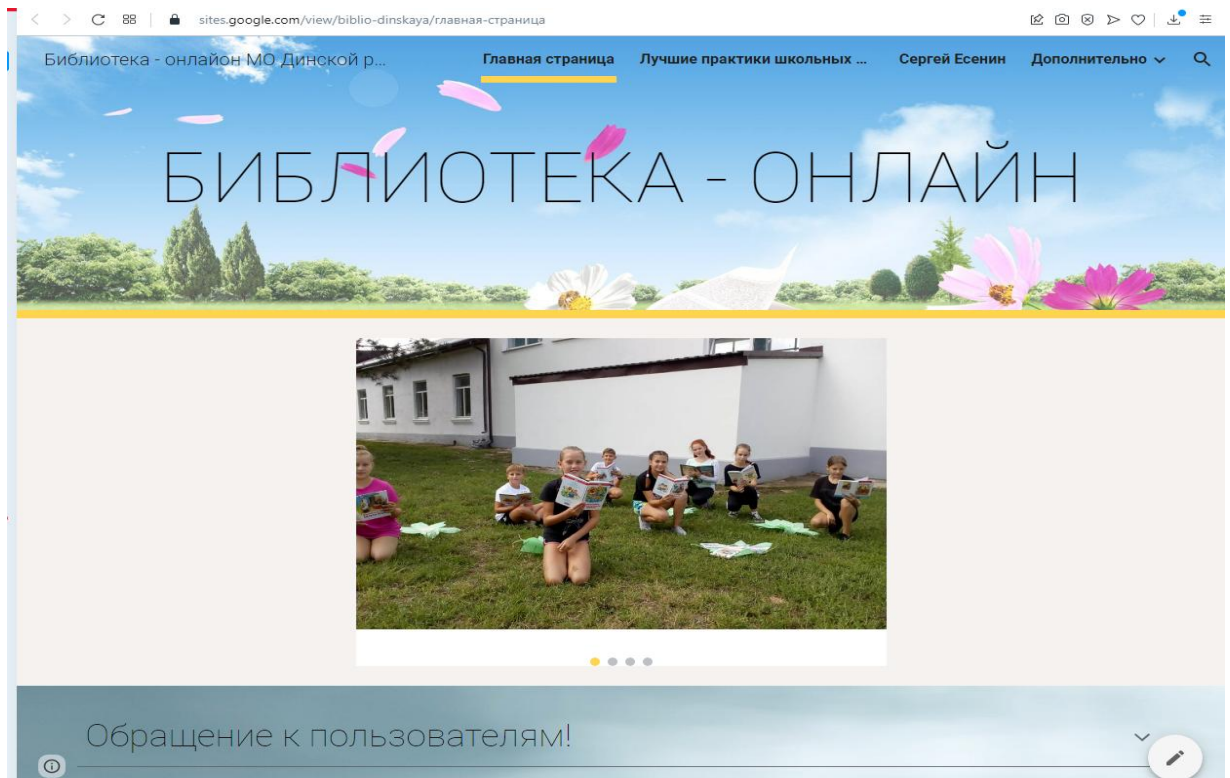 sites.google.com/view/biblio-dinskaya/главная-страница
Библиотека - онлайон МО Динской р...
Главная страница
Лучшие практики школьных ...
Сергей Есенин
Дополнительно
БИБЛИОТЕКА - ОНЛАЙН
Обращение к пользователям!